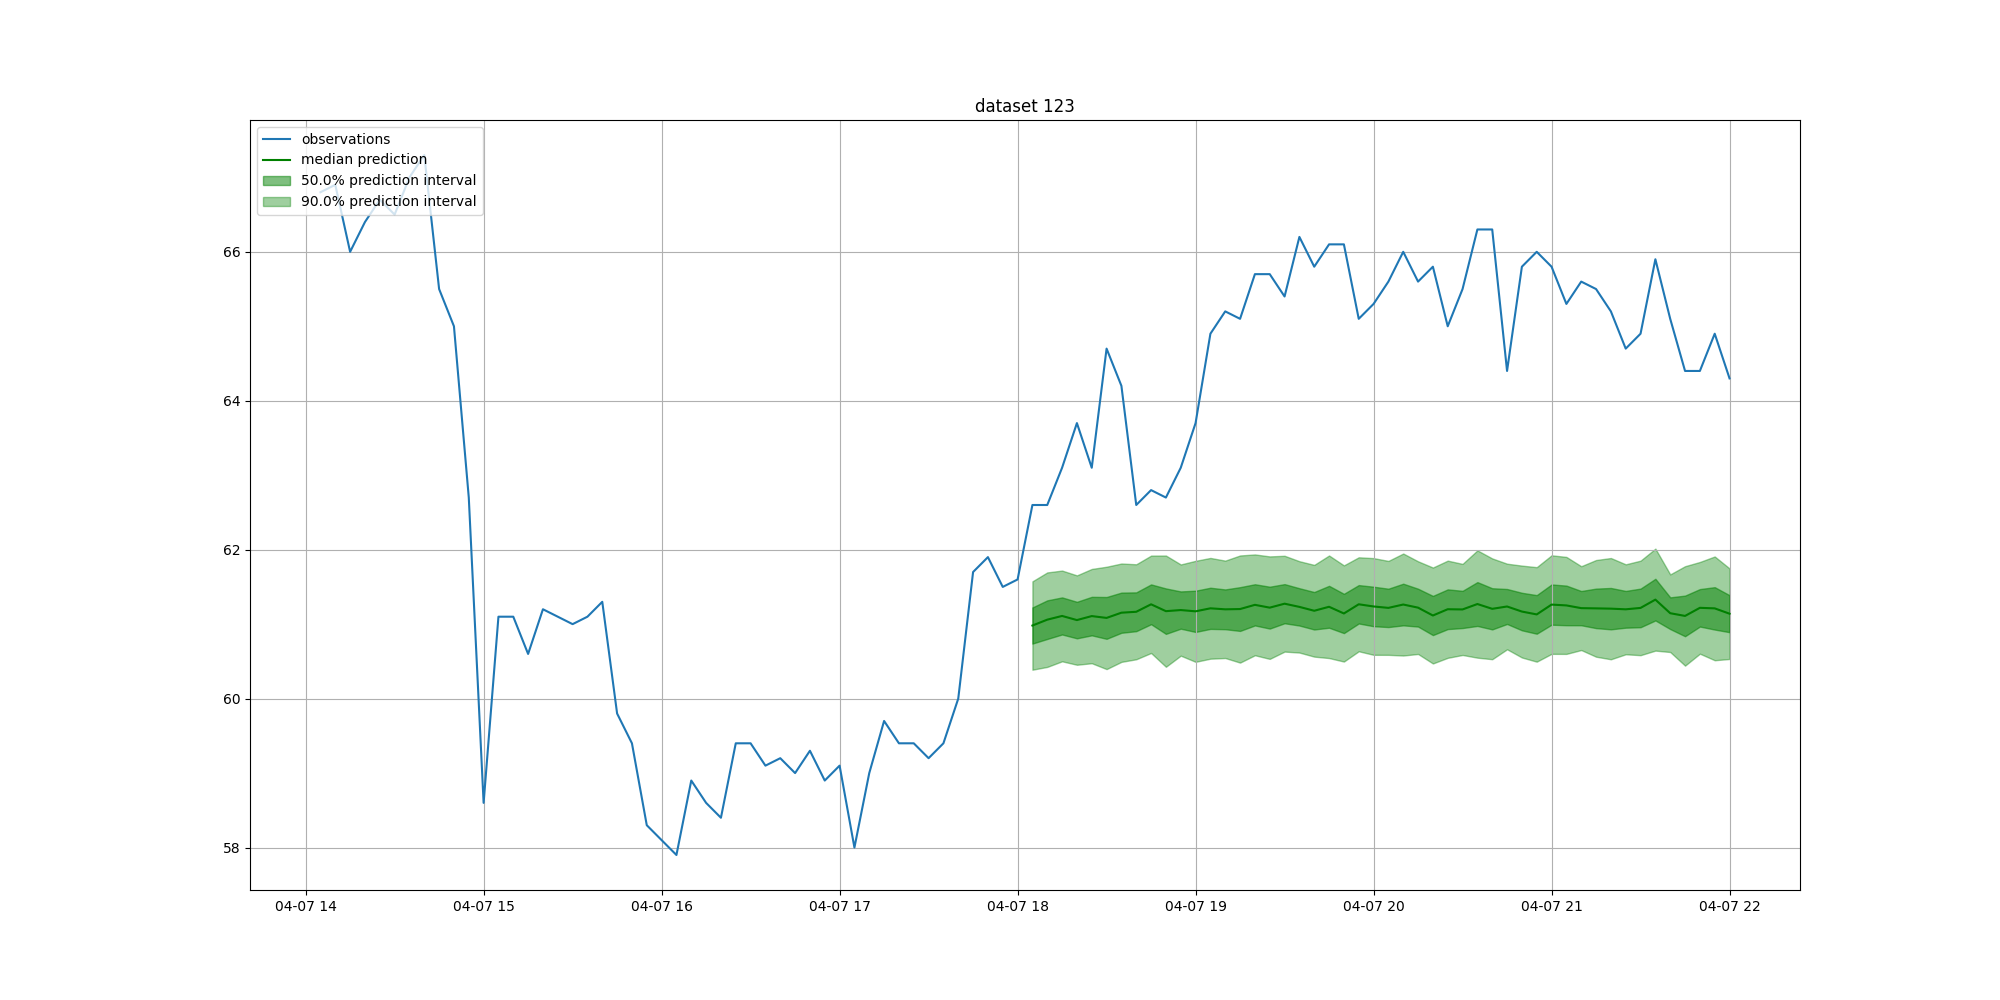 dataset 123
observations
median prediction
50.0% prediction interval
90.0% prediction interval
66
64
62
60
58
04-07 14
04-07 15
04-07 16
04-07 17
04-07 18
04-07 19
04-07 20
04-07 21
04-07 22